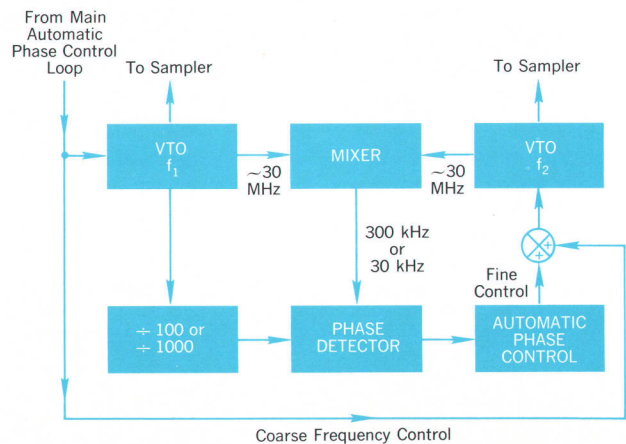 From Main
Automatic
Phase Control
Loop
To Sampler
To Sampler
VTO
f₁
MIXER
VTO
f₂
~30
MHz
~30
MHz
300 kHz
or
30 kHz
Fine
Control
+
+
÷ 100 or
÷ 1000
PHASE
DETECTOR
AUTOMATIC
PHASE
CONTROL
Coarse Frequency Control